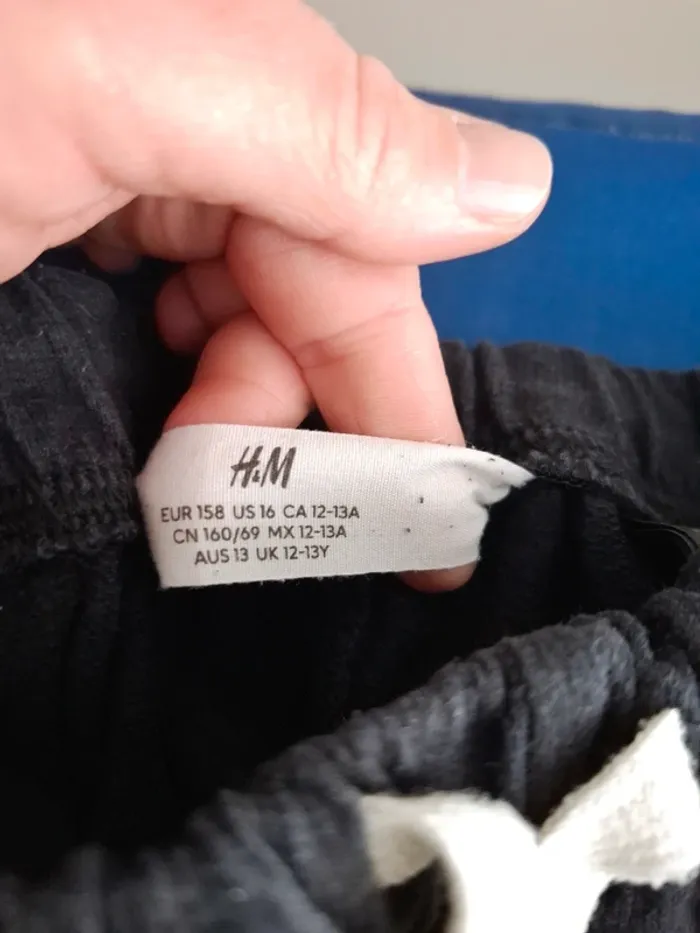 H&M
EUR 158 US 16 CA 12-13A
CN 160/69 MX 12-13A
AUS 13 UK 12-13Y